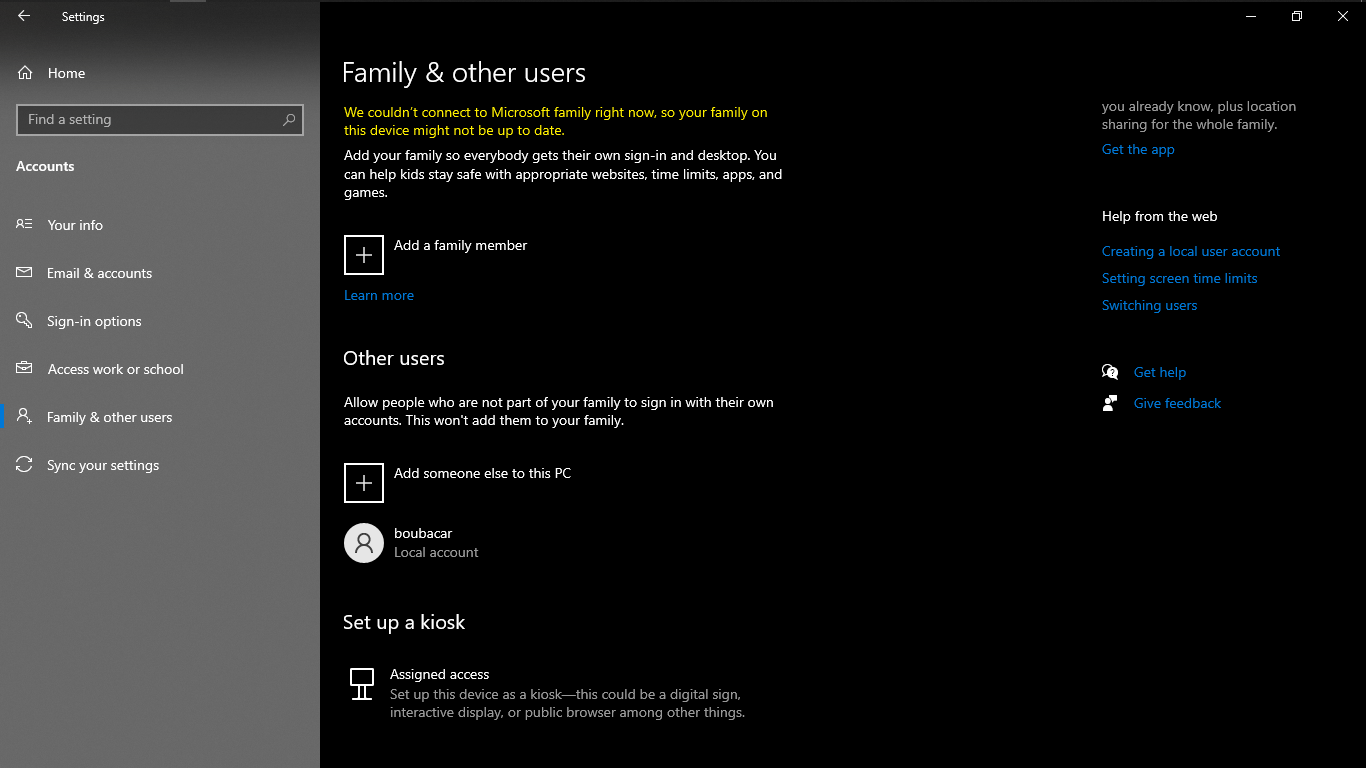 Settings
Home
Find a setting
Accounts
Your info
Email & accounts
Sign-in options
Access work or school
Family & other users
Sync your settings
Family & other users
We couldn't connect to Microsoft family right now, so your family on
this device might not be up to date.
Add your family so everybody gets their own sign-in and desktop. You
can help kids stay safe with appropriate websites, time limits, apps, and
games.
Add a family member
Learn more
Other users
Allow people who are not part of your family to sign in with their own
accounts. This won't add them to your family.
Add someone else to this PC
boubacar
Local account
Set up a kiosk
Assigned access
Set up this device as a kiosk—this could be a digital sign,
interactive display, or public browser among other things.
you already know, plus location
sharing for the whole family.
Get the app
Help from the web
Creating a local user account
Setting screen time limits
Switching users
Get help
Give feedback